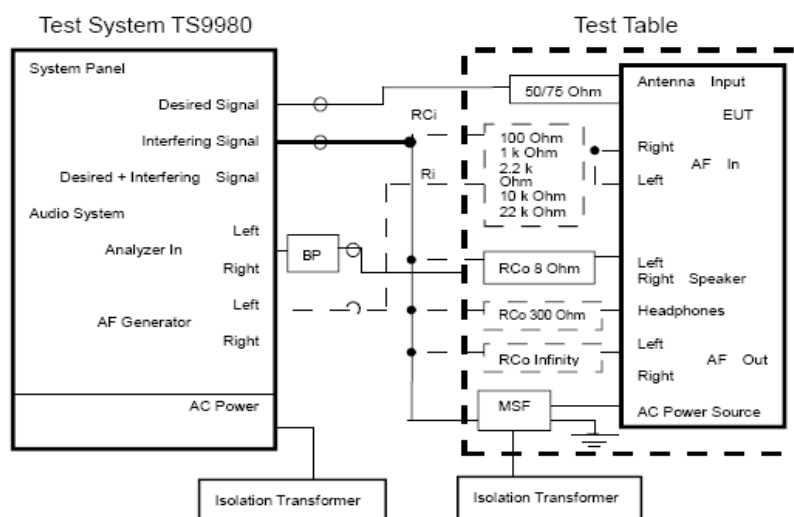 Test System TS9980
Test Table
System Panel
Desired Signal
Interfering Signal
Desired + Interfering Signal
Audio System
Left
Analyzer In
Right
Left
AF Generator
Right
AC Power
BP
RCi
Ri
50/75 Ohm
100 Ohm
1 k Ohm
2.2 k
Ohm
10 k Ohm
22 k Ohm
RCo 8 Ohm
RCo 300 Ohm
RCo Infinity
MSF
Antenna Input
EUT
Right
AF In
Left
Left
Right Speaker
Headphones
Left
AF Out
Right
AC Power Source
Isolation Transformer
Isolation Transformer